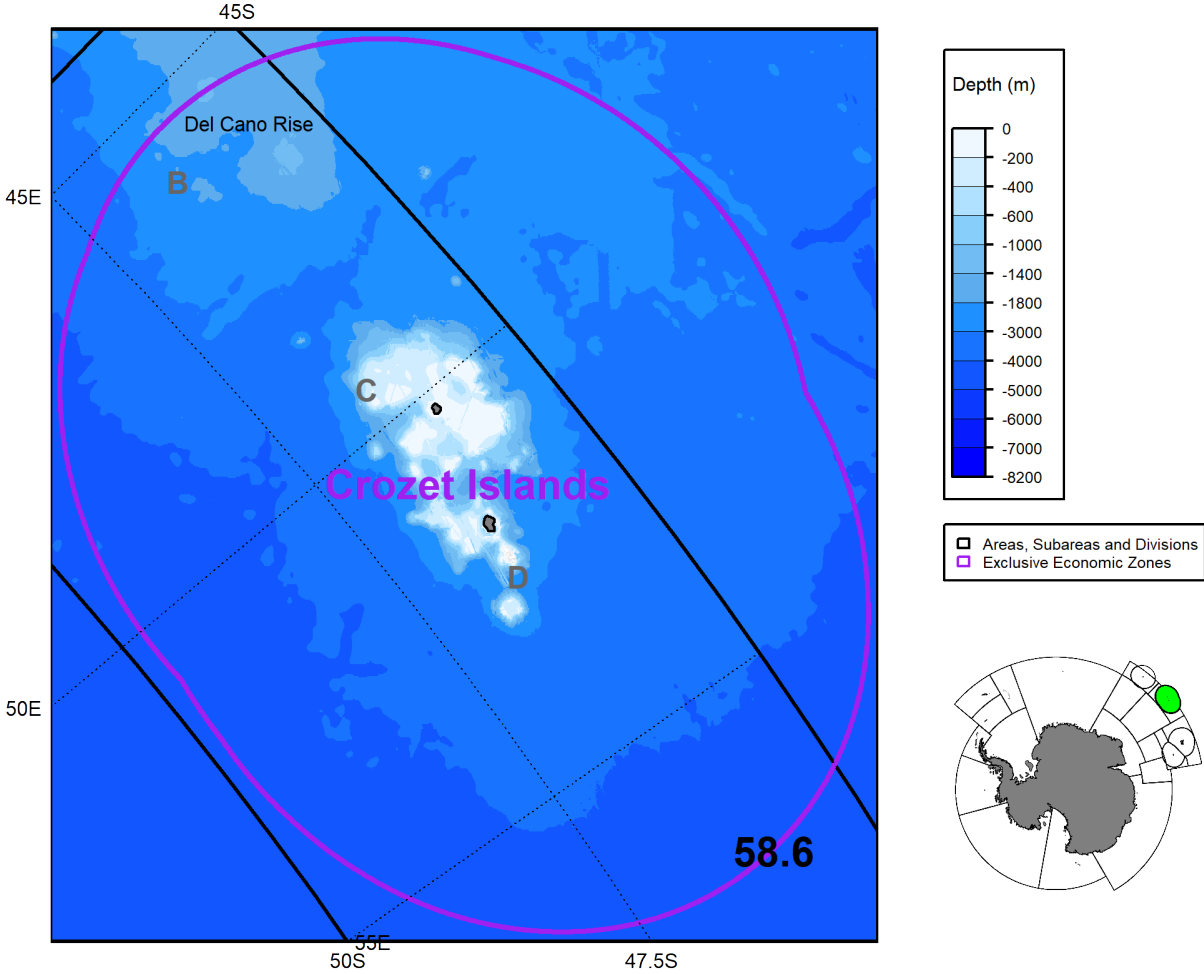 45S
Del Cano Rise
B
45E
C
Crozet Islands
D
50E
58.6
55E
50S
47.5S
Depth (m)
0
-200
-400
-600
-1000
-1400
-1800
-3000
-4000
-5000
-6000
-7000
-8200
Areas, Subareas and Divisions
Exclusive Economic Zones